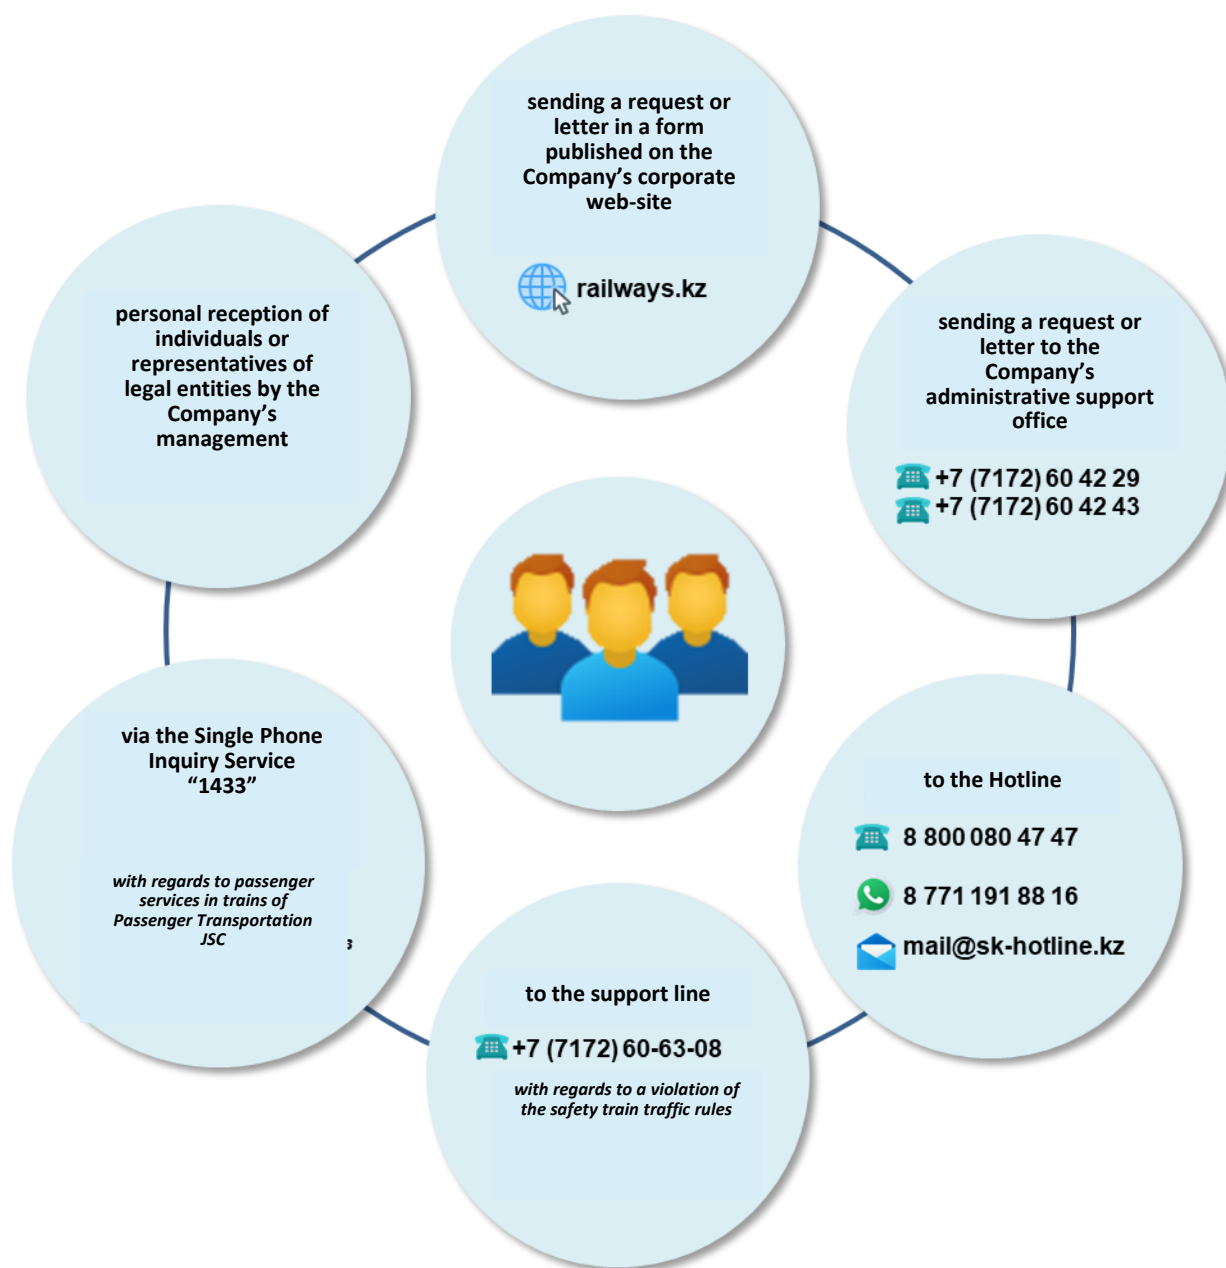 sending a request or
letter in a form
published on the
Company’s corporate
web-site
railways.kz
sending a request or
letter to the
Company’s
administrative support
office
+7 (7172) 60 42 29
+7 (7172) 60 42 43
to the Hotline
8 800 080 47 47
8 771 191 88 16
mail@sk-hotline.kz
to the support line
+7 (7172) 60-63-08
with regards to a violation of
the safety train traffic rules
via the Single Phone
Inquiry Service
“1433”
with regards to passenger
services in trains of
Passenger Transportation
JSC
personal reception of
individuals or
representatives of
legal entities by the
Company’s
management